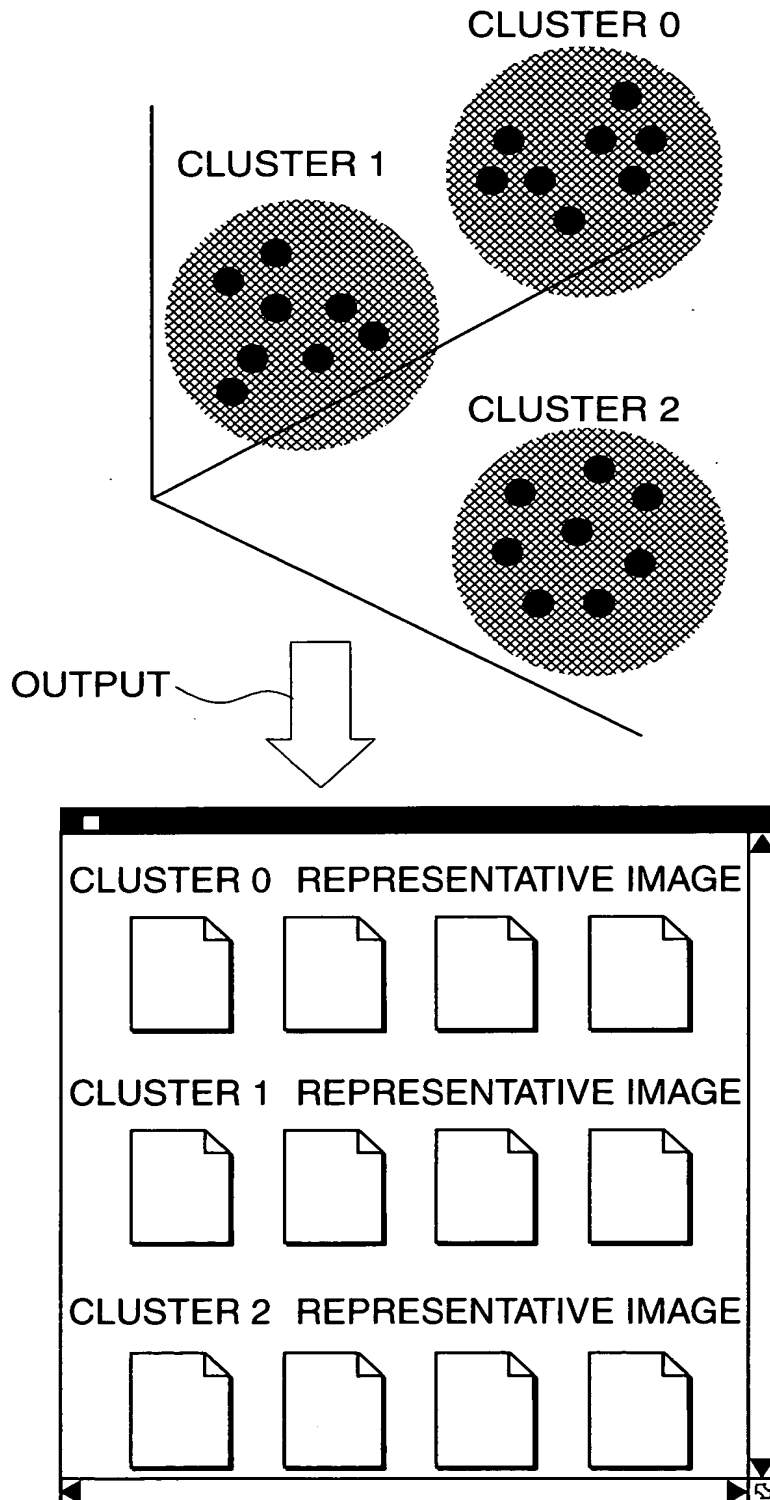 CLUSTER 0
CLUSTER 1
CLUSTER 2
OUTPUT
CLUSTER 0 REPRESENTATIVE IMAGE
CLUSTER 1 REPRESENTATIVE IMAGE
CLUSTER 2 REPRESENTATIVE IMAGE